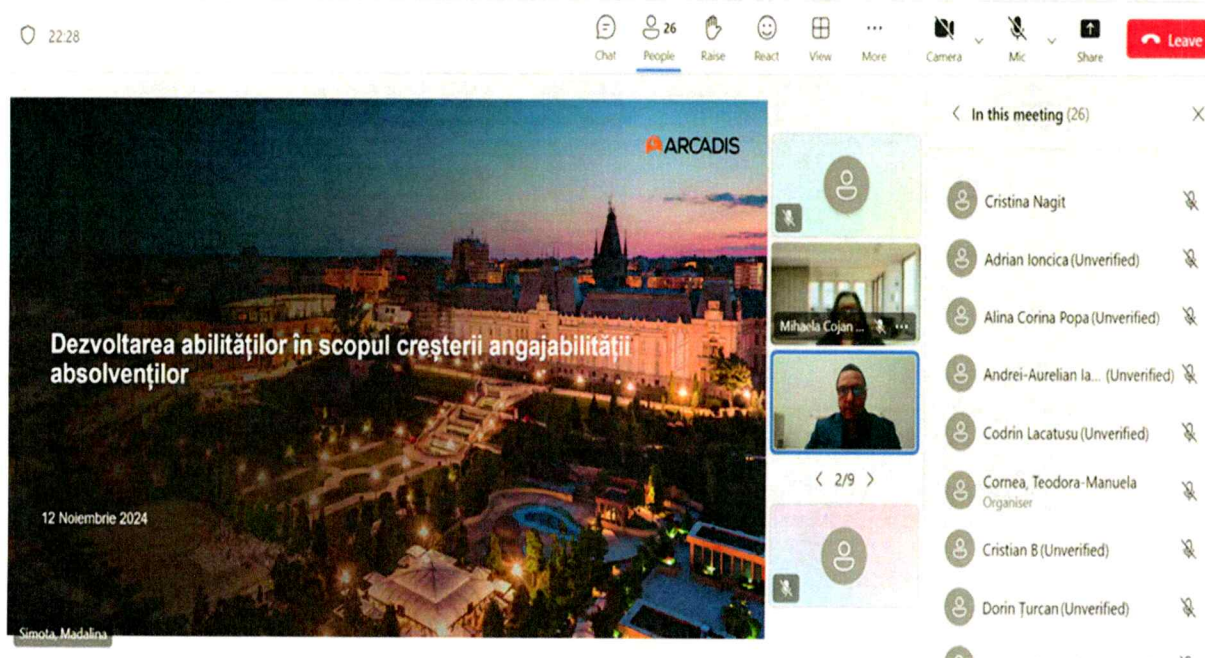 22:28
Chat
People
26
Raise
React
View
More
Camera
Mic
Share
Leave
ARCADIS
Dezvoltarea abilităților în scopul creșterii angajabilității
absolvenților
12 Noiembrie 2024
Simota, Madalina
Mihaela Cojan ...
2/9
In this meeting (26)
Cristina Nagit
Adrian Ioncica (Unverified)
Alina Corina Popa (Unverified)
Andrei-Aurelian Ia... (Unverified)
Codrin Lacatusu (Unverified)
Cornea, Teodora-Manuela
Organiser
Cristian B (Unverified)
Dorin Țurcan (Unverified)